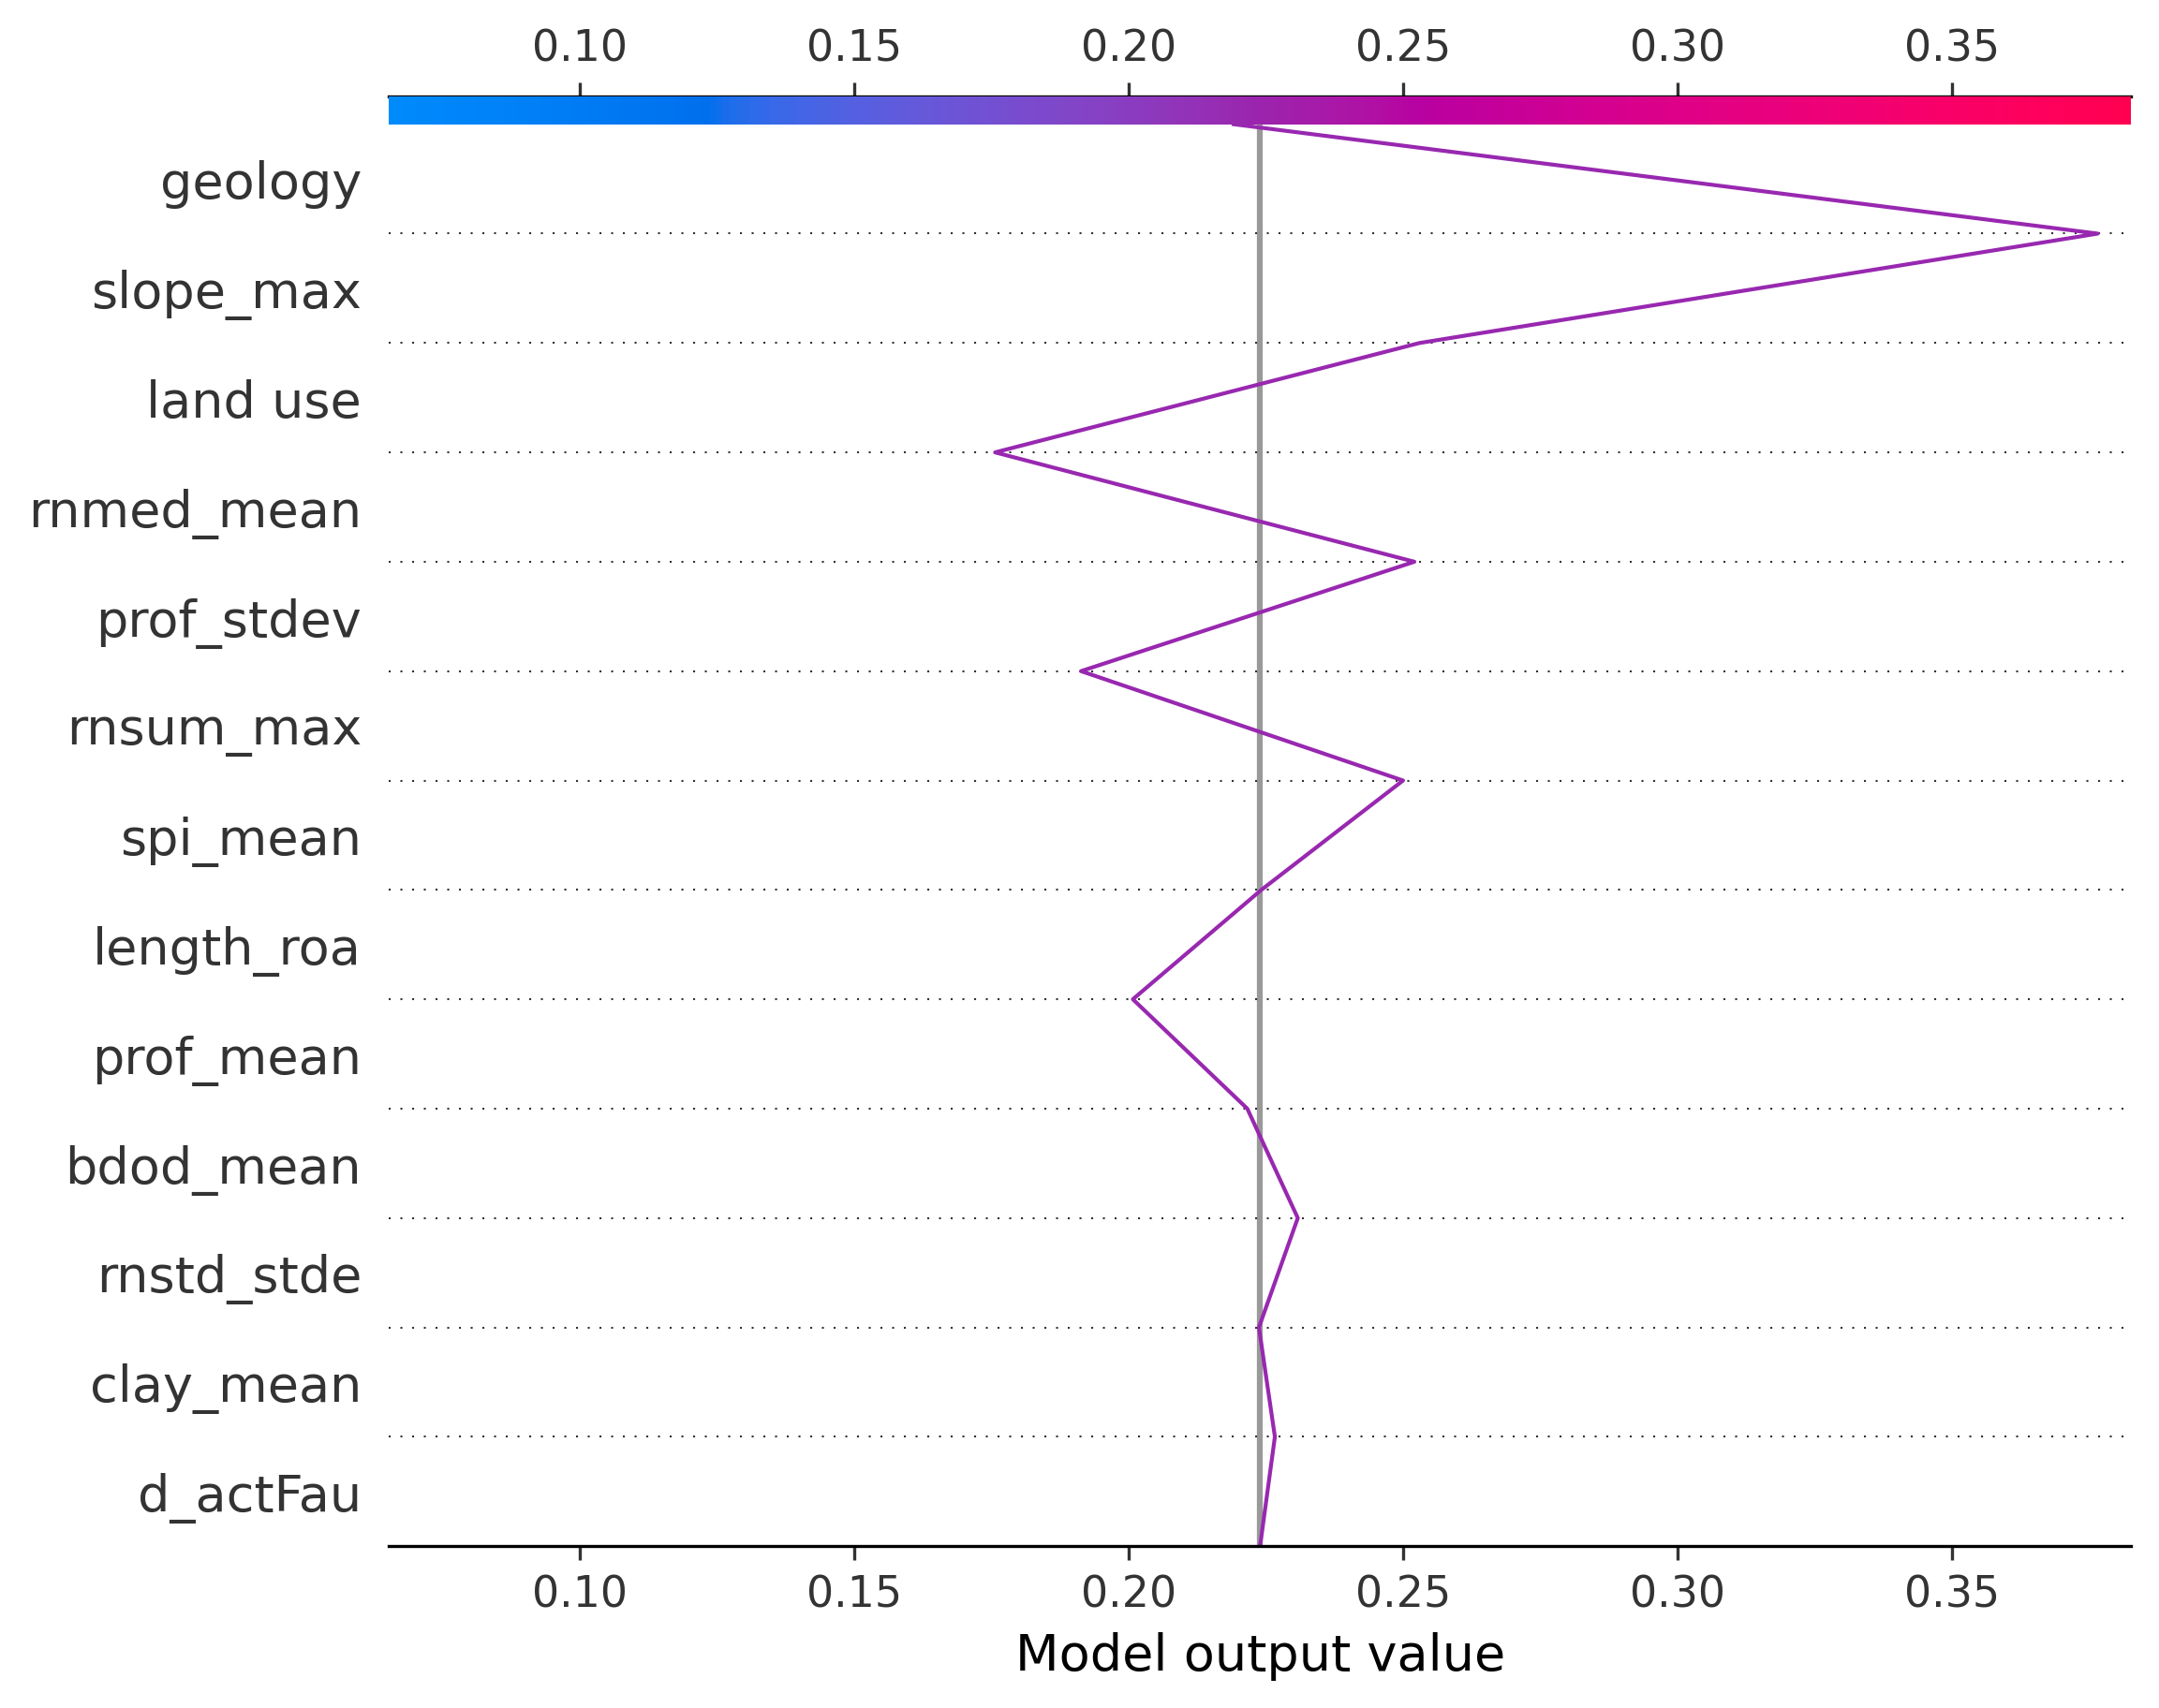 0.10 0.15 0.20 0.25 0.30 0.35
geology
slope_max
land use
rnmed_mean
prof_stdev
rnsum_max
spi_mean
length_roa
prof_mean
bdod_mean
rnstd_stde
clay_mean
d_actFau
0.10 0.15 0.20 0.25 0.30 0.35
Model output value